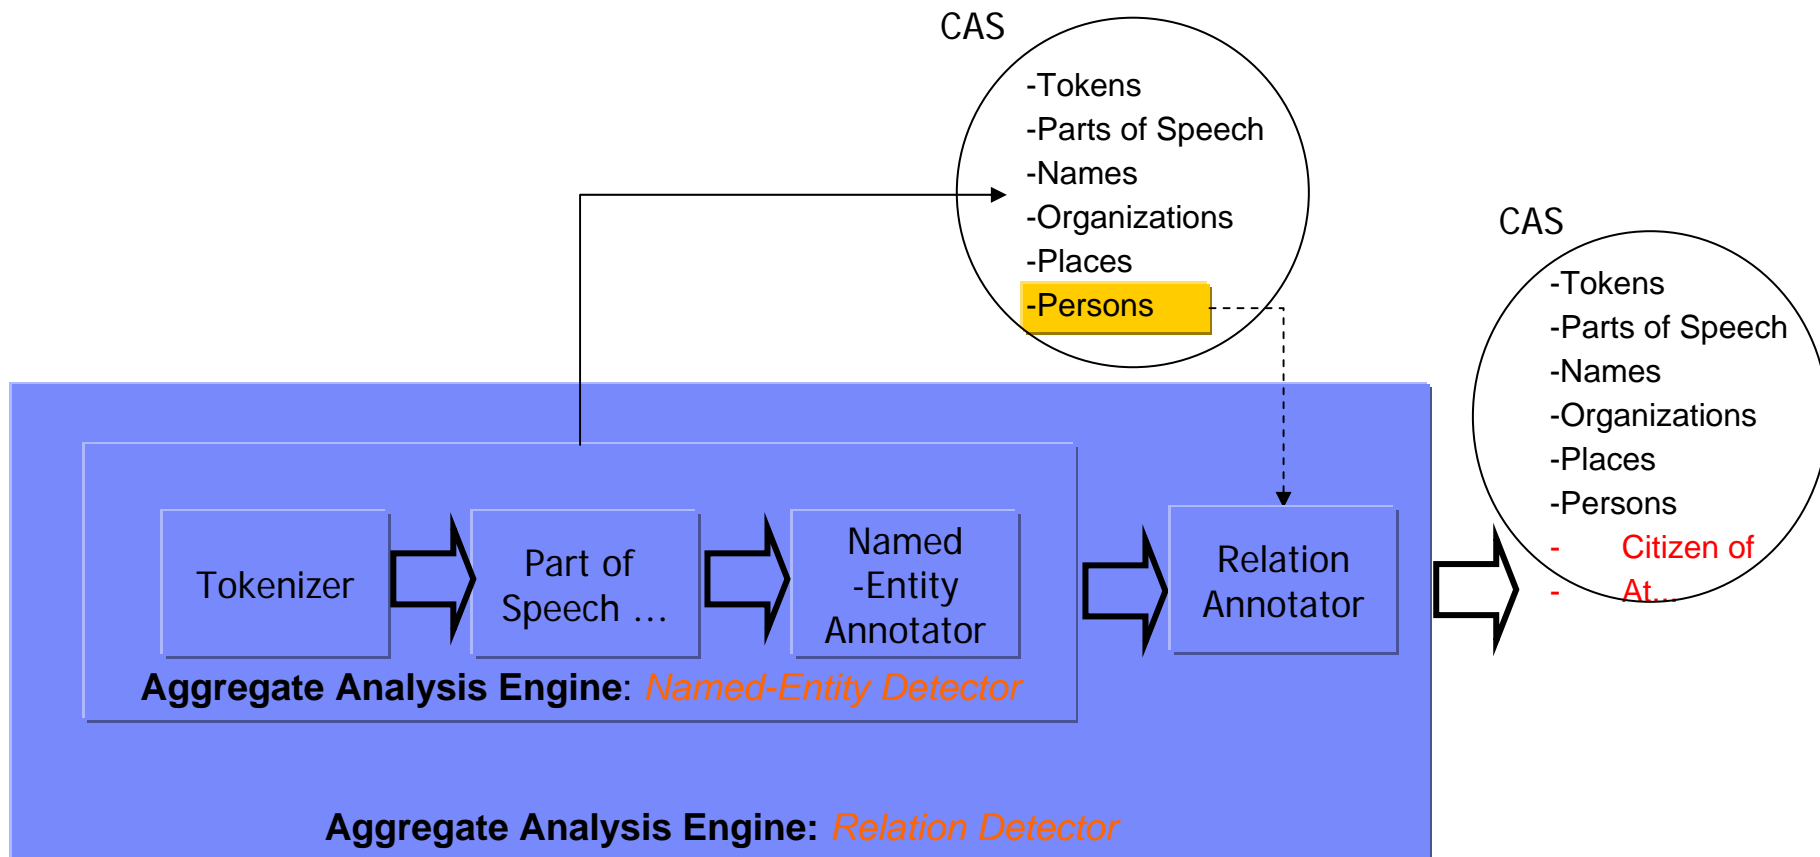 CAS
-Tokens
-Parts of Speech
-Names
-Organizations
-Places
-Persons
CAS
-Tokens
-Parts of Speech
-Names
-Organizations
-Places
-Persons
- Citizen of
- At...
Tokenizer
Part of
Speech ...
Named
-Entity
Annotator
Relation
Annotator
Aggregate Analysis Engine: Named-Entity Detector
Aggregate Analysis Engine: Relation Detector